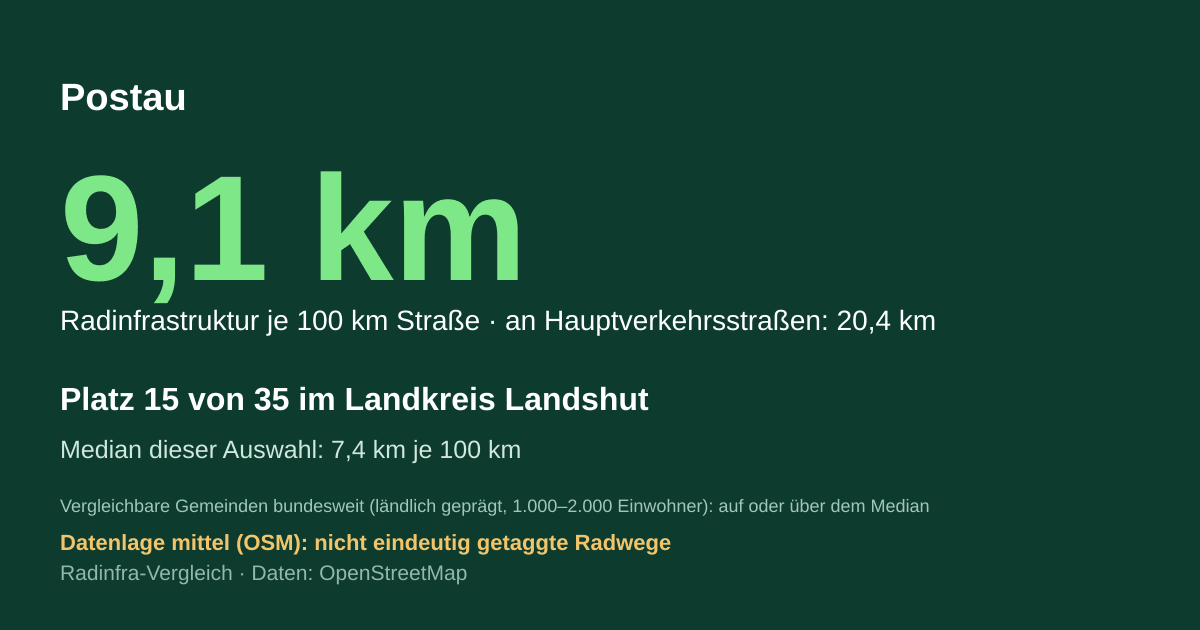 Postau
9,1 km
Radinfrastruktur je 100 km Straße · an Hauptverkehrsstraßen: 20,4 km
Platz 15 von 35 im Landkreis Landshut
Median dieser Auswahl: 7,4 km je 100 km
Vergleichbare Gemeinden bundesweit (ländlich geprägt, 1.000–2.000 Einwohner): auf oder über dem Median
Datenlage mittel (OSM): nicht eindeutig getaggte Radwege
Radinfra-Vergleich · Daten: OpenStreetMap